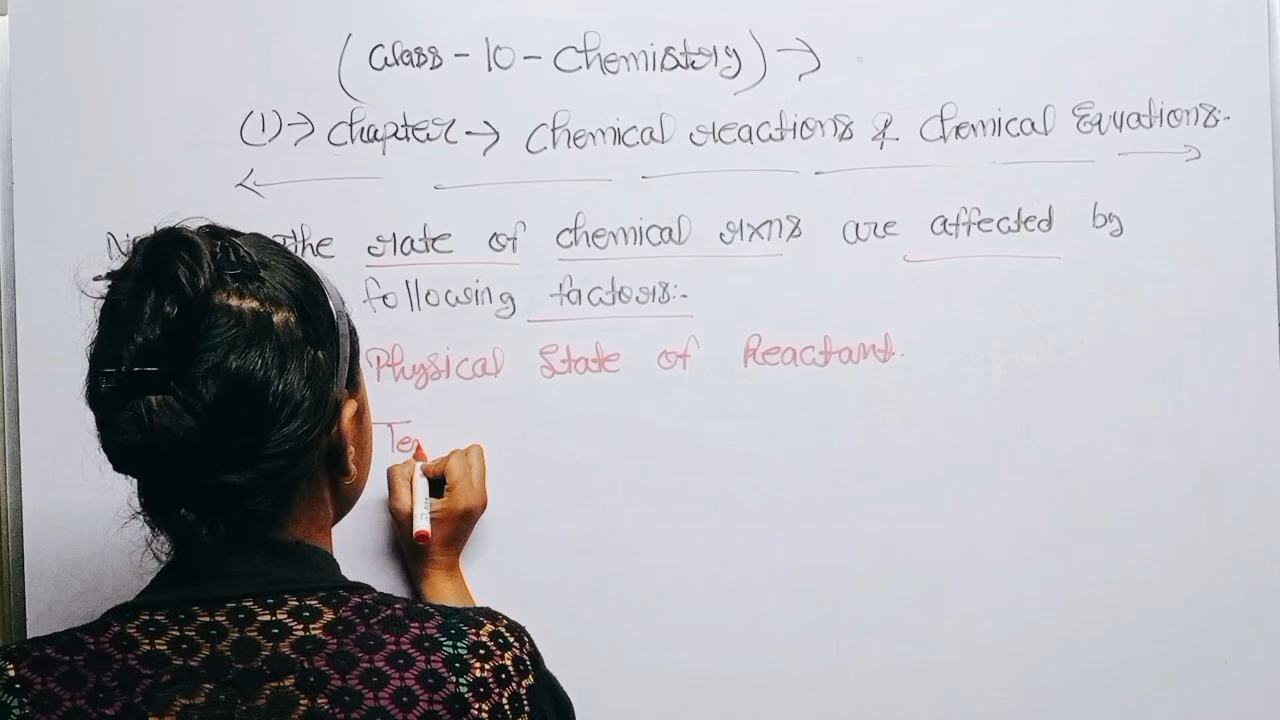 (Class - 10 - Chemistry) →
(1) → Chapter → Chemical reactions & Chemical Equations:-
the rate of chemical rxns are affected by
following factors:-
Physical State of Reactant.
Te